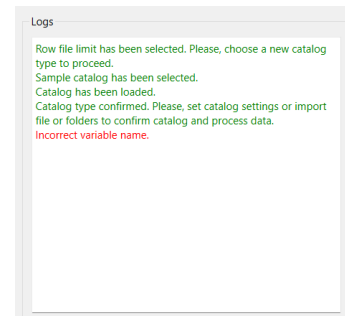 Logs
Row file limit has been selected. Please, choose a new catalog
type to proceed.
Sample catalog has been selected.
Catalog has been loaded.
Catalog type confirmed. Please, set catalog settings or import
file or folders to confirm catalog and process data.
Incorrect variable name.